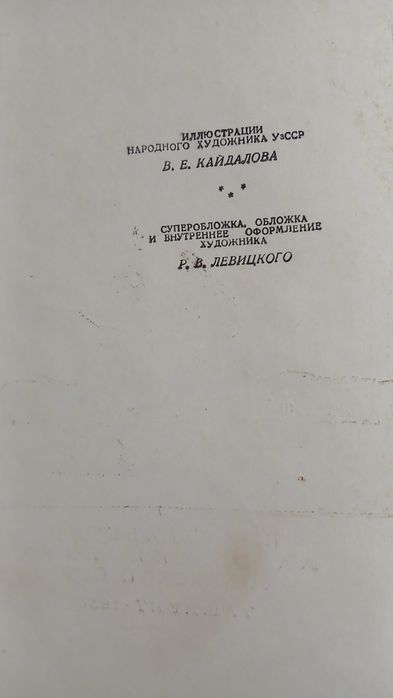 ИЛЛЮСТРАЦИИ
НАРОДНОГО ХУДОЖНИКА УзССР
В. Е. КАЙДАЛОВА
* * *
СУПЕРОБЛОЖКА, ОБЛОЖКА
И ВНУТРЕННЕЕ ОФОРМЛЕНИЕ
ХУДОЖНИКА
Р. В. ЛЕВИЦКОГО